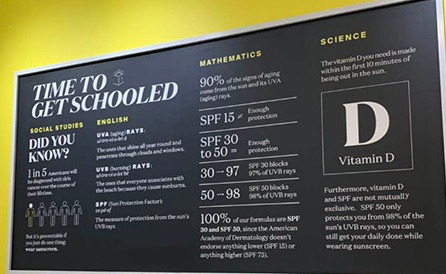 TIME TO
GET SCHOOLED
SOCIAL STUDIES
DID YOU
KNOW?
1 in 5 Americans will
be diagnosed with skin
cancer over the course of
their lifetime.
But it's preventable if
you just do one thing:
wear sunscreen.
ENGLISH
UVA (aging) RAYS:
The ones that shine all year round and
penetrate through clouds and windows.
UVB (burning) RAYS:
The ones that everyone associates with
the beach because they cause sunburns.
SPF (Sun Protection Factor):
es-pē-ef
The measure of protection from the sun's
UVB rays
MATHEMATICS
90% of the signs of aging
come from the sun and its UVA
(aging) rays.
SPF 15 ≠ Enough
protection
SPF 30
to 50 = Enough
protection
30 → 97 SPF 30 blocks
97% of UVB rays
50 → 98 SPF 50 blocks
98% of UVB rays
100% of our formulas are SPF
30 and SPF 50, since the American
Academy of Dermatology doesn't
endorse anything lower (SPF 15) or
anything higher (SPF 75).
SCIENCE
The vitamin D you need is made
within the first 10 minutes of
being out in the sun.
D
Vitamin D
Furthermore, vitamin D
and SPF are not mutually
exclusive. SPF 50 only
protects you from 98% of the
sun's UVB rays, so you can
still get your daily dose while
wearing sunscreen.